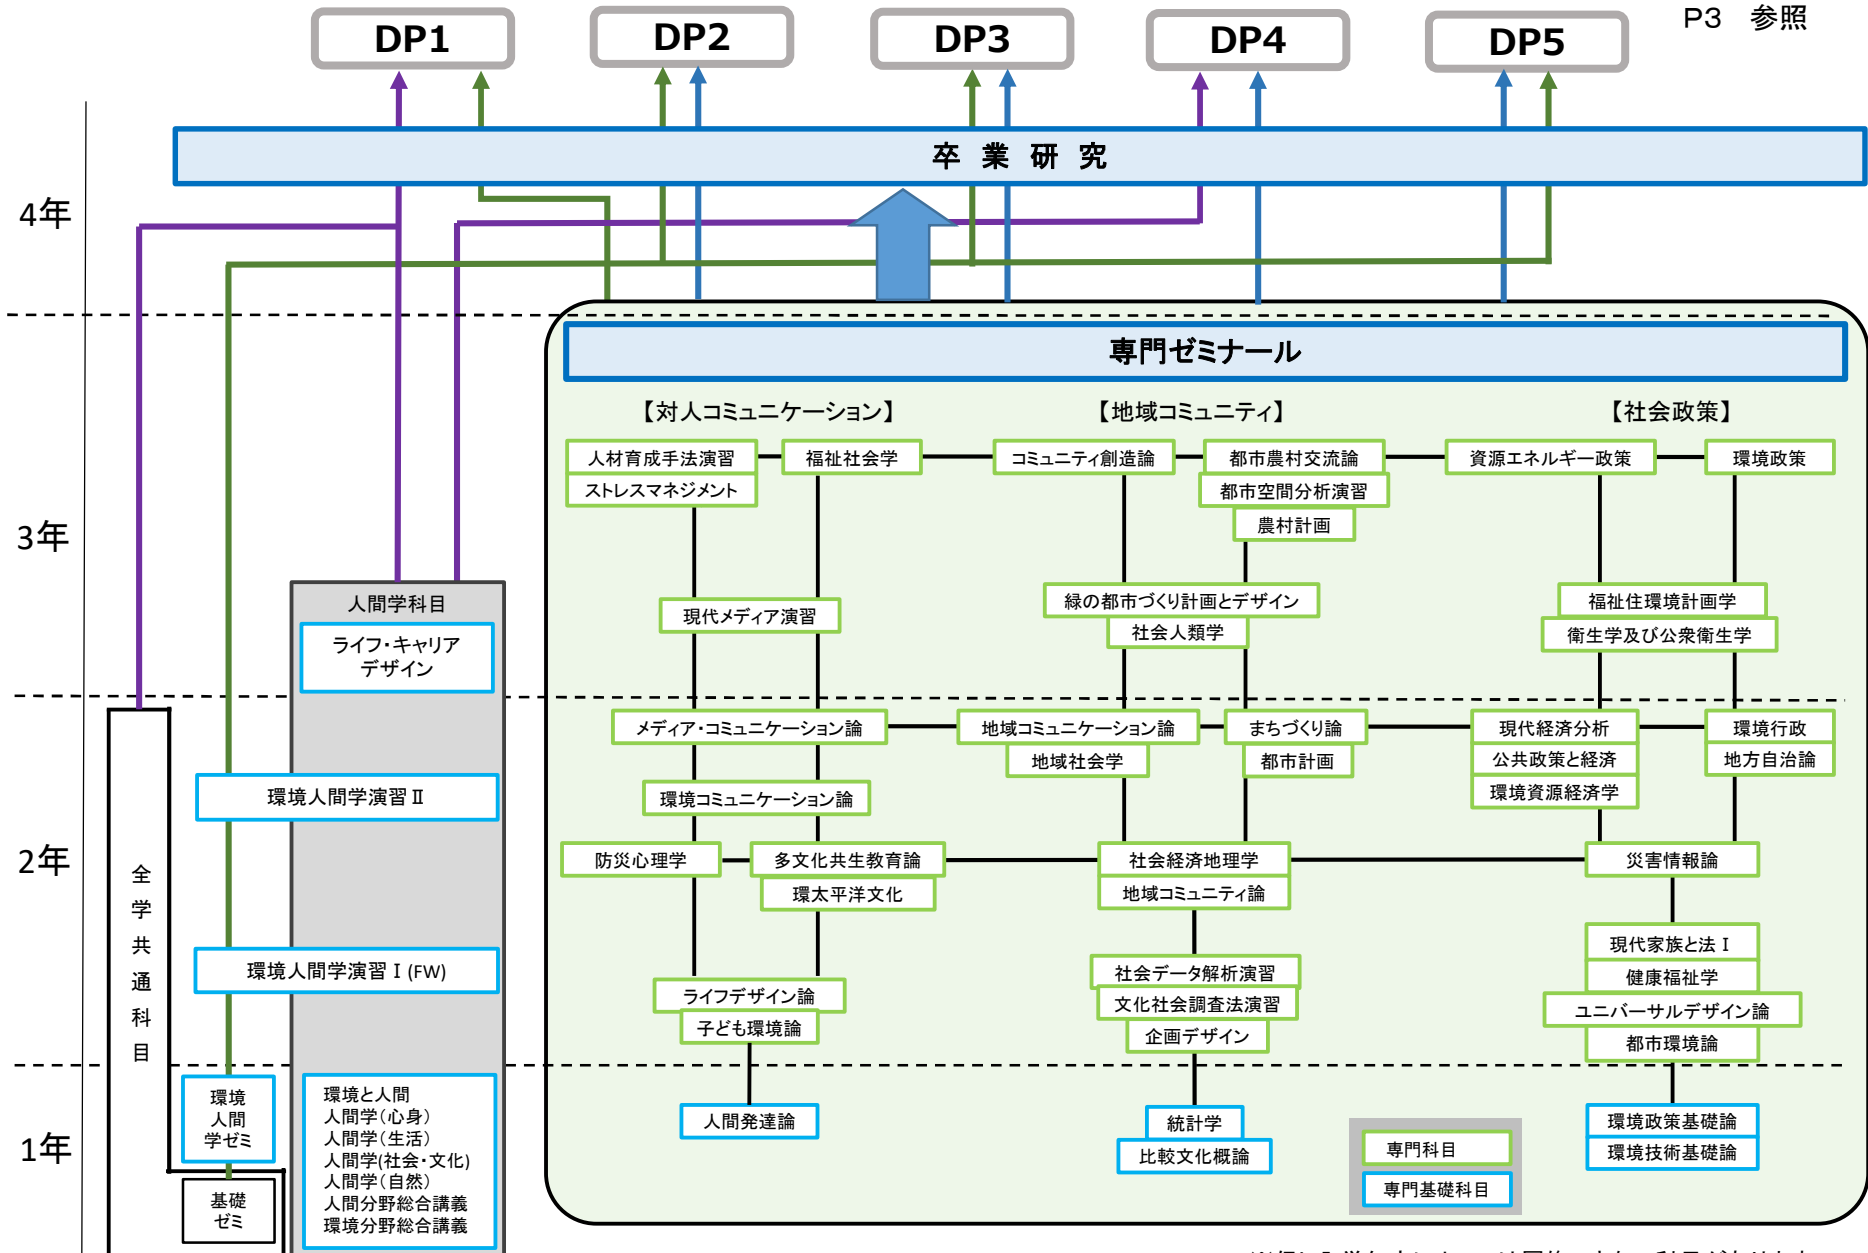 P3 参照
DP1
DP2
DP3
DP4
DP5
卒 業 研 究
4年
専門ゼミナール
【対人コミュニケーション】
【地域コミュニティ】
【社会政策】
人材育成手法演習
福祉社会学
コミュニティ創造論
都市農村交流論
資源エネルギー政策
環境政策
ストレスマネジメント
都市空間分析演習
農村計画
3年
人間学科目
ライフ・キャリア
デザイン
現代メディア演習
緑の都市づくり計画とデザイン
社会人類学
福祉住環境計画学
衛生学及び公衆衛生学
メディア・コミュニケーション論
地域コミュニケーション論
まちづくり論
現代経済分析
環境行政
地域社会学
都市計画
公共政策と経済
地方自治論
環境人間学演習Ⅱ
環境コミュニケーション論
環境資源経済学
2年
防災心理学
多文化共生教育論
社会経済地理学
災害情報論
環太平洋文化
地域コミュニティ論
全学共通科目
環境人間学演習Ⅰ(FW)
現代家族と法Ⅰ
社会データ解析演習
健康福祉学
ライフデザイン論
文化社会調査法演習
ユニバーサルデザイン論
子ども環境論
企画デザイン
都市環境論
1年
環境
人間
学ゼミ
基礎
ゼミ
環境と人間
人間学(心身)
人間学(生活)
人間学(社会・文化)
人間学(自然)
人間分野総合講義
環境分野総合講義
人間発達論
統計学
比較文化概論
環境政策基礎論
環境技術基礎論
専門科目
専門基礎科目